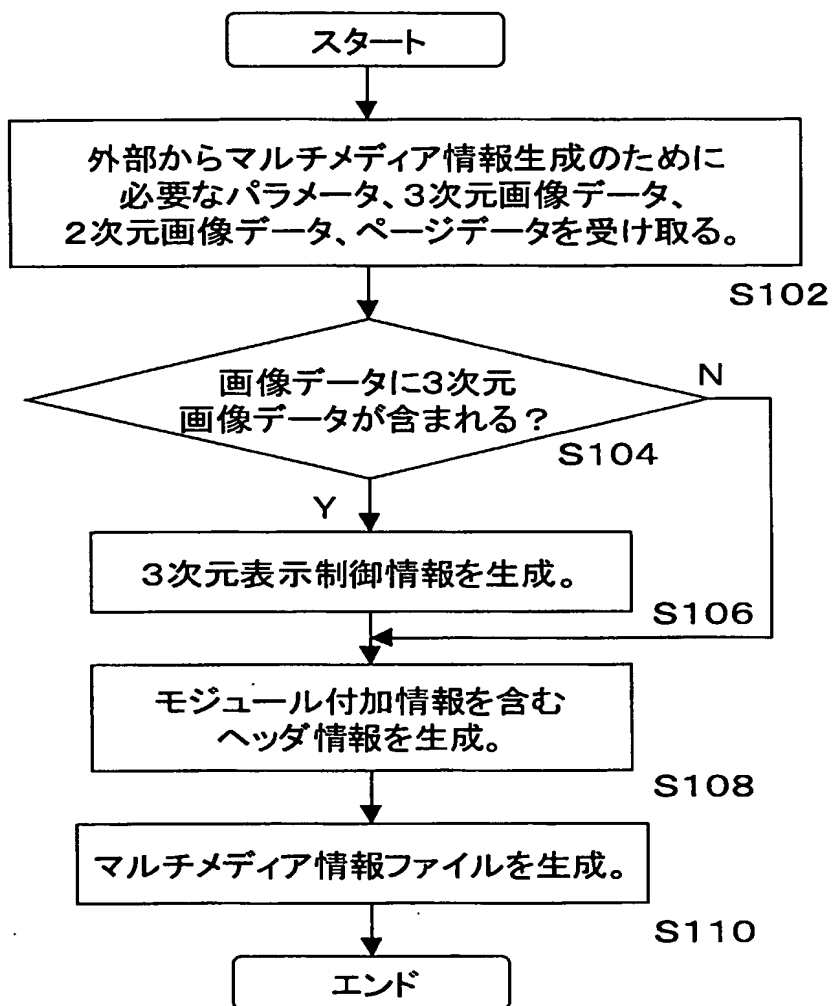 スタート
外部からマルチメディア情報生成のために
必要なパラメータ、3次元画像データ、
2次元画像データ、ページデータを受け取る。
S102
画像データに3次元
画像データが含まれる?
N
S104
Y
3次元表示制御情報を生成。
S106
モジュール付加情報を含む
ヘッダ情報を生成。
S108
マルチメディア情報ファイルを生成。
S110
エンド